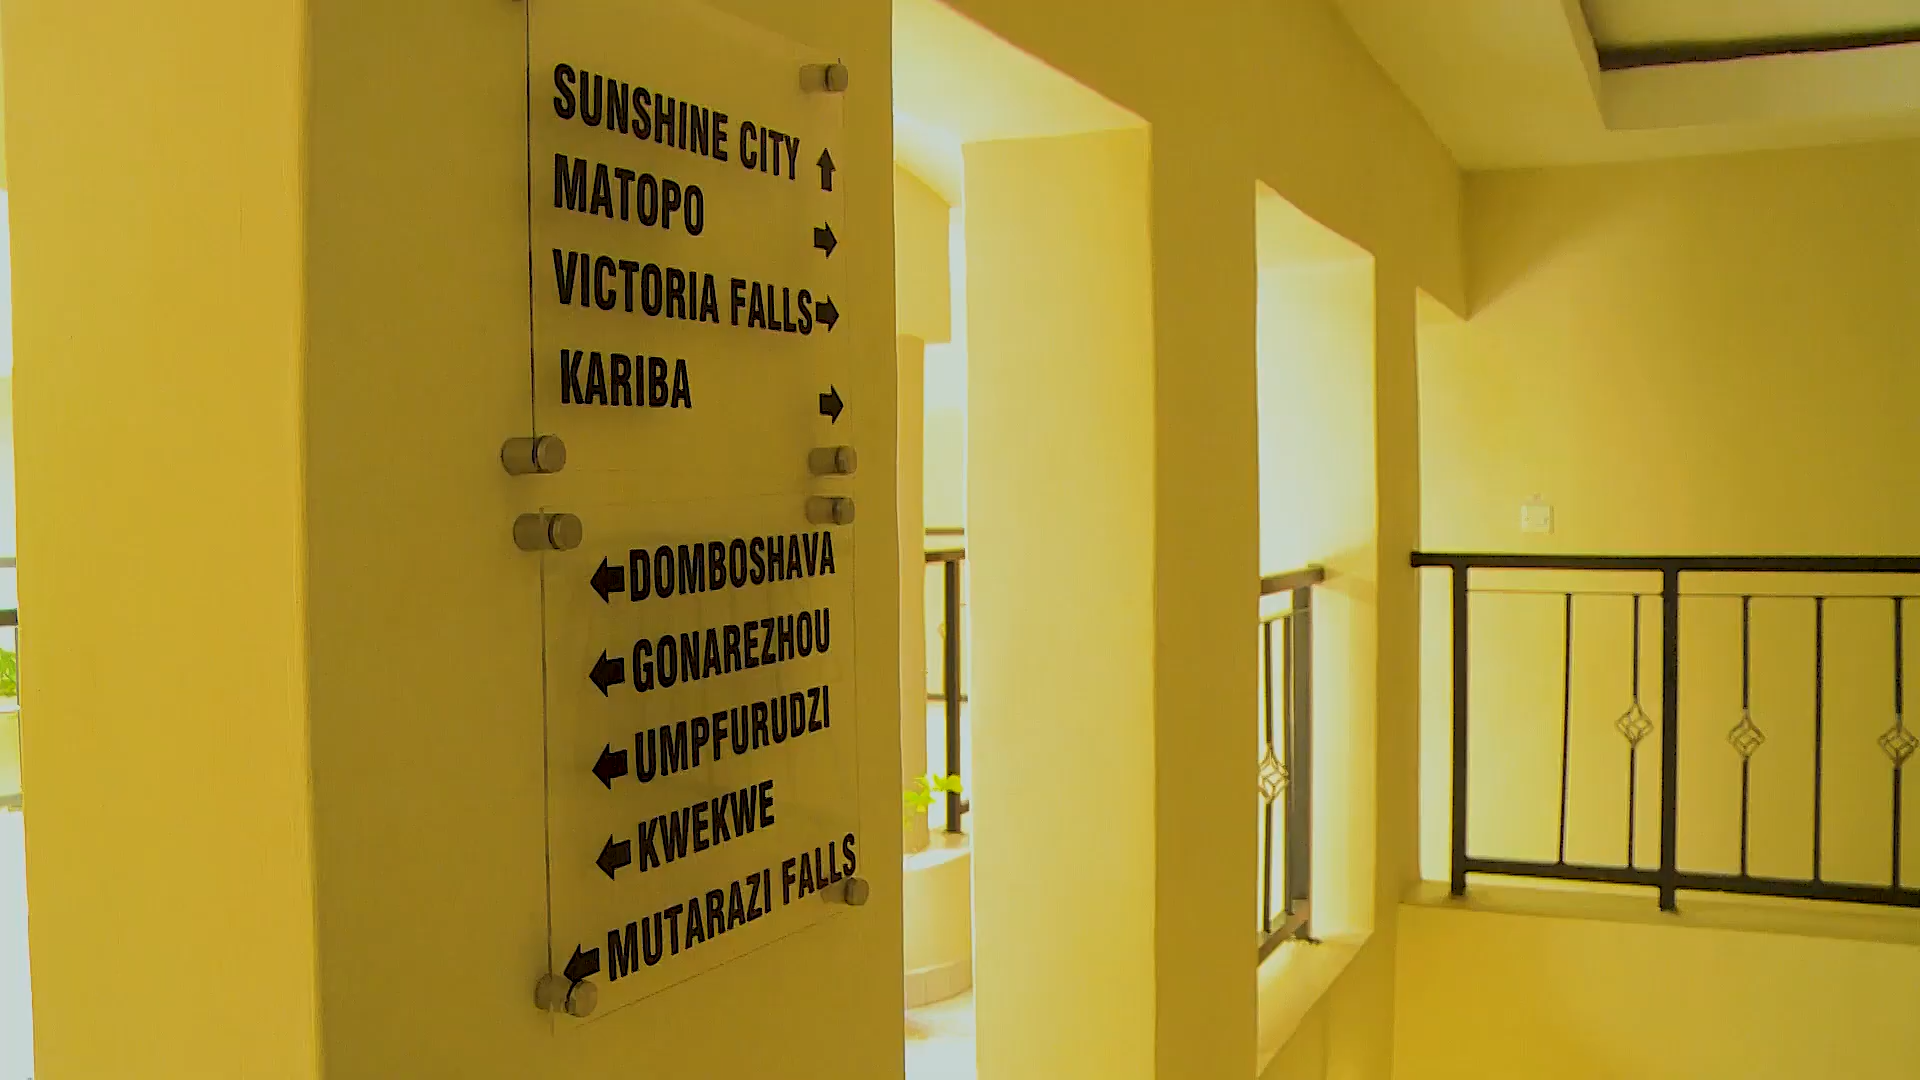 SUNSHINE CITY ↑
MATOPO →
VICTORIA FALLS →
KARIBA →
← DOMBOSHAVA
← GONAREZHOU
← UMPFURUDZI
← KWEKWE
← MUTARAZI FALLS